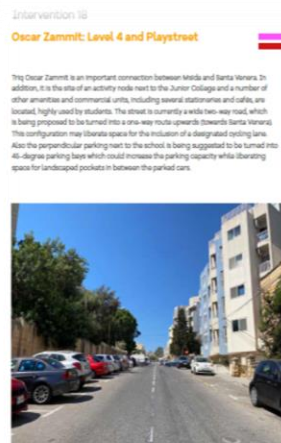 Intervention 18
Oscar Zammit: Level 4 and Playstreet
Triq Oscar Zammit is an important connection between Msida and Santa Venera. In
addition, it is the site of an activity node next to the Junior College and a number of
other amenities and commercial units, including several stationeries and cafés, are
located, highly used by students. The street is currently a wide two-way road, which
is being proposed to be turned into a one-way route upwards (towards Santa Venera).
This configuration may liberate space for the inclusion of a designated cycling lane.
Also the perpendicular parking next to the school is being suggested to be turned into
45-degree parking bays which could increase the parking capacity while liberating
space for landscaped pockets in between the parked cars.